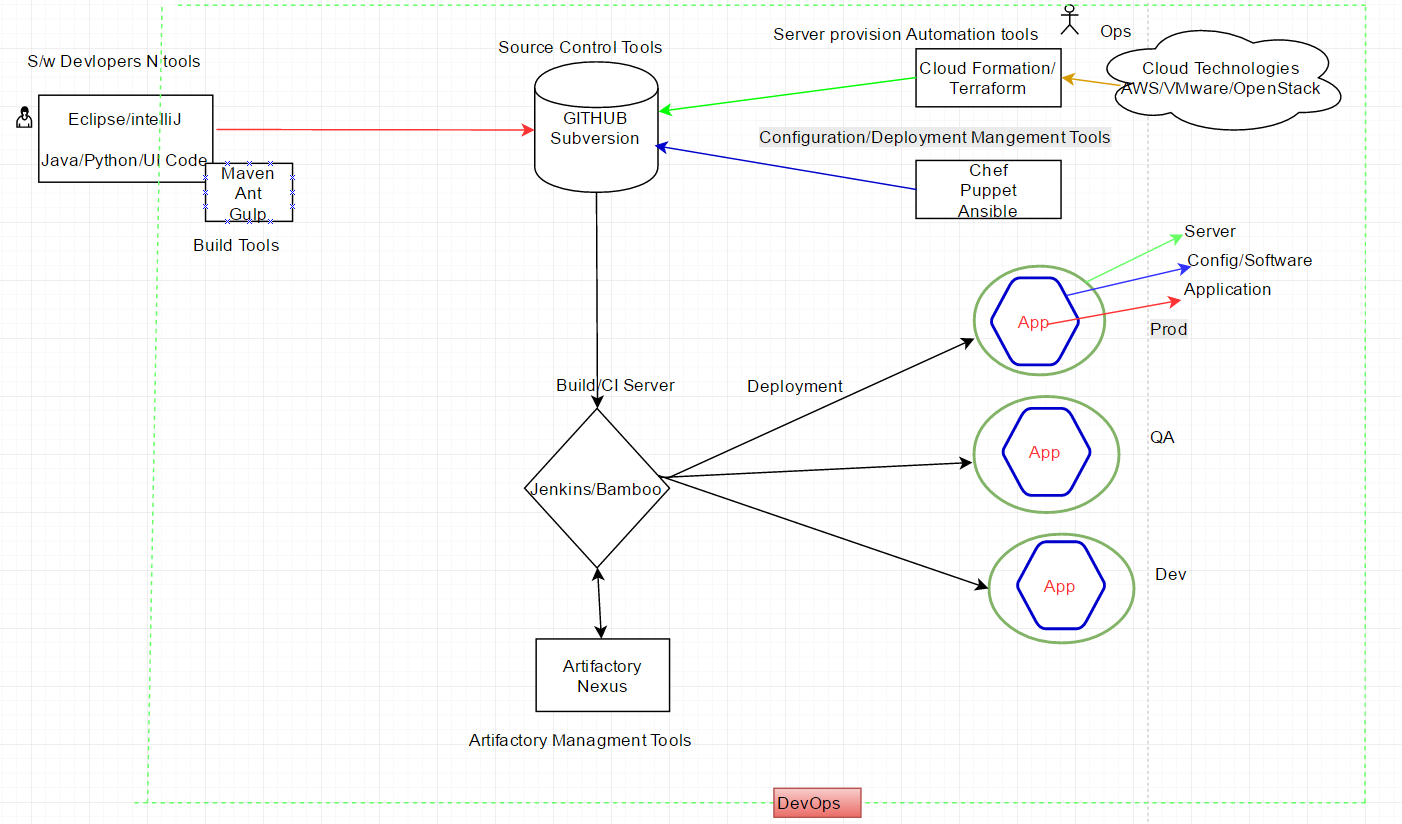 Server provision Automation tools
Ops
Source Control Tools
S/w Devlopers N tools
Cloud Formation/
Terraform
Cloud Technologies
AWS/VMware/OpenStack
Eclipse/intelliJ
Java/Python/UI Code
GITHUB
Subversion
Configuration/Deployment Mangement Tools
Maven
Ant
Gulp
Build Tools
Chef
Puppet
Ansible
Server
Config/Software
Application
App
Prod
Build/CI Server
Deployment
App
QA
Jenkins/Bamboo
App
Dev
Artifactory
Nexus
Artifactory Managment Tools
DevOps